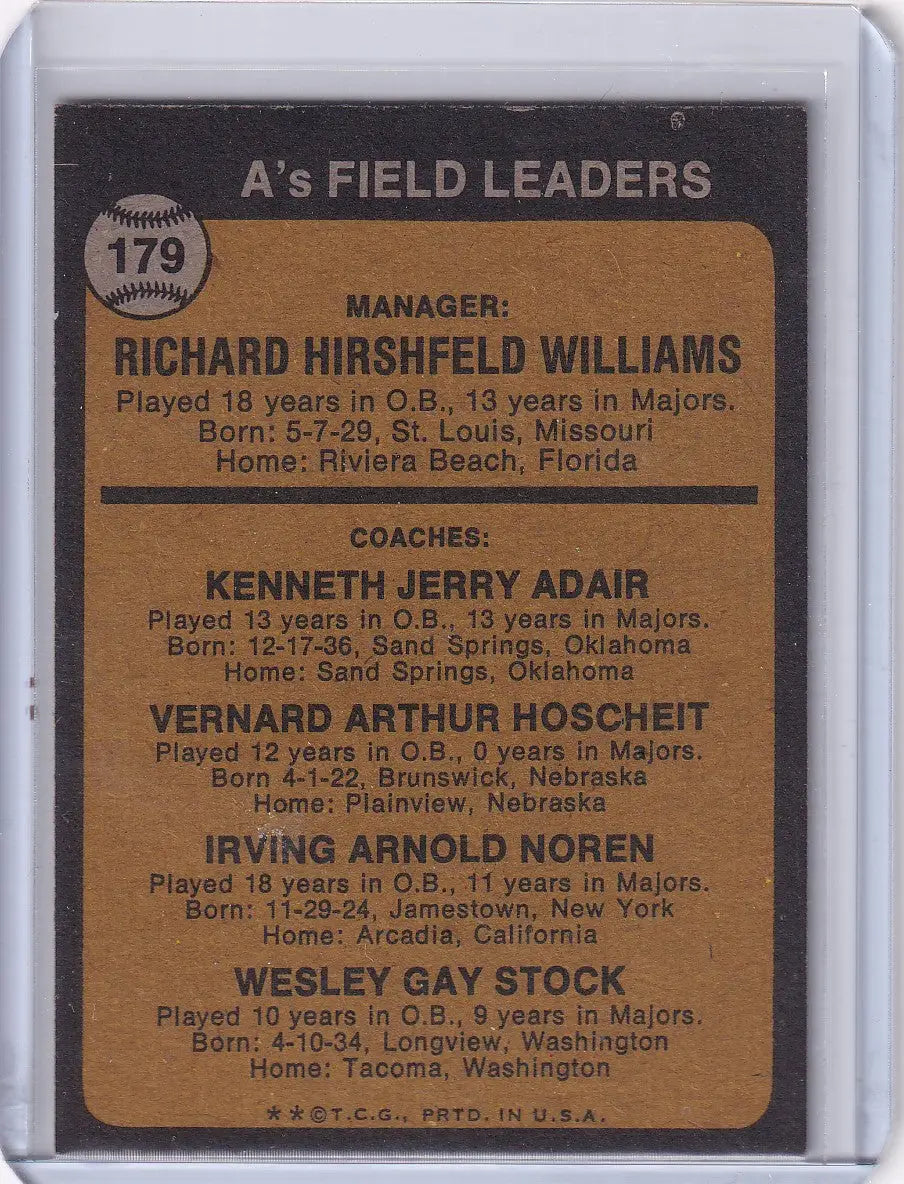 A's FIELD LEADERS
179
MANAGER:
RICHARD HIRSHFELD WILLIAMS
Played 18 years in O.B., 13 years in Majors.
Born: 5-7-29, St. Louis, Missouri
Home: Riviera Beach, Florida
COACHES:
KENNETH JERRY ADAIR
Played 13 years in O.B., 13 years in Majors.
Born: 12-17-36, Sand Springs, Oklahoma
Home: Sand Springs, Oklahoma
VERNARD ARTHUR HOSCHEIT
Played 12 years in O.B., 0 years in Majors.
Born 4-1-22, Brunswick, Nebraska
Home: Plainview, Nebraska
IRVING ARNOLD NOREN
Played 18 years in O.B., 11 years in Majors.
Born: 11-29-24, Jamestown, New York
Home: Arcadia, California
WESLEY GAY STOCK
Played 10 years in O.B., 9 years in Majors.
Born: 4-10-34, Longview, Washington
Home: Tacoma, Washington
**©T.C.G., PRTD. IN U.S.A.